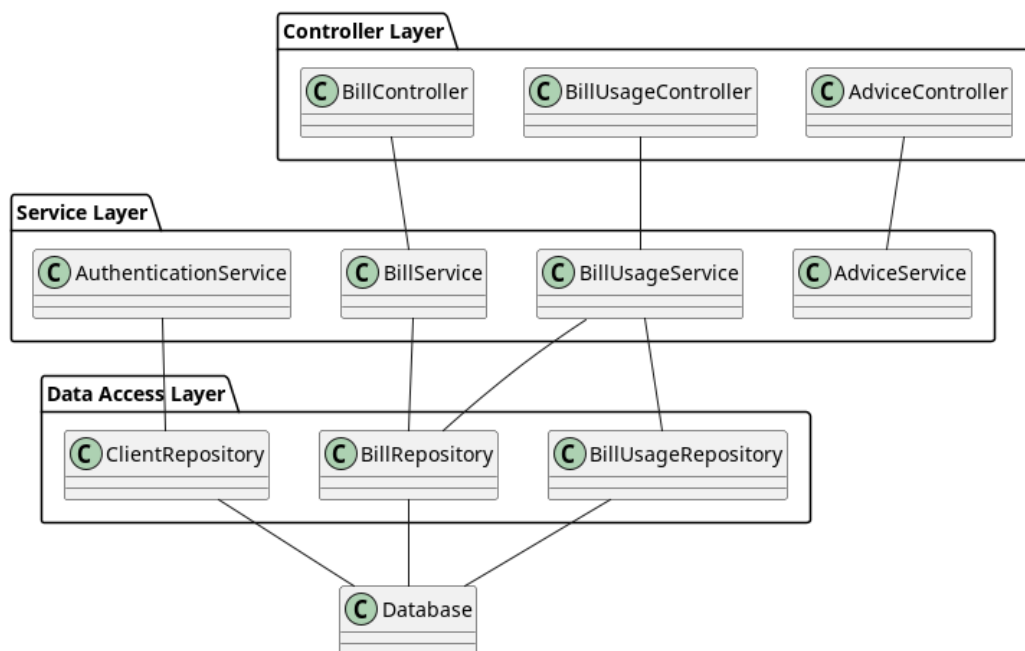 Controller Layer
C BillController
C BillUsageController
C AdviceController
Service Layer
C AuthenticationService
C BillService
C BillUsageService
C AdviceService
Data Access Layer
C ClientRepository
C BillRepository
C BillUsageRepository
C Database